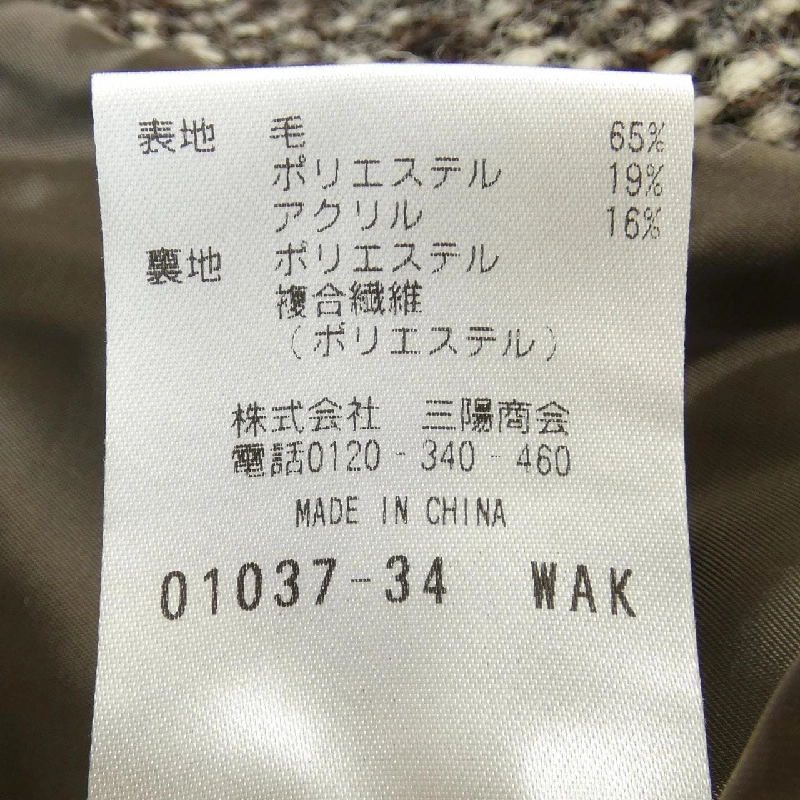 表地 毛 65%
ポリエステル 19%
アクリル 16%
裏地 ポリエステル
複合繊維
(ポリエステル)
株式会社 三陽商会
電話0120-340-460
MADE IN CHINA
01037-34 WAK